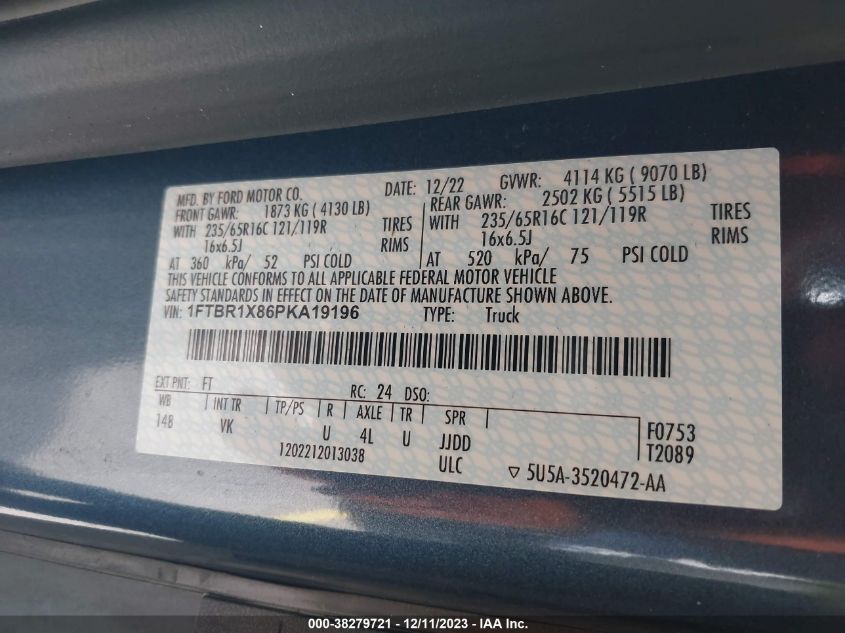 MFD. BY FORD MOTOR CO. DATE: 12/22 GVWR: 4114 KG ( 9070 LB)
FRONT GAWR: 1873 KG ( 4130 LB) REAR GAWR: 2502 KG ( 5515 LB)
WITH 235/65R16C 121/119R TIRES WITH 235/65R16C 121/119R TIRES
16x6.5J RIMS 16x6.5J RIMS
AT 360 kPa/ 52 PSI COLD AT 520 kPa/ 75 PSI COLD
THIS VEHICLE CONFORMS TO ALL APPLICABLE FEDERAL MOTOR VEHICLE
SAFETY STANDARDS IN EFFECT ON THE DATE OF MANUFACTURE SHOWN ABOVE.
VIN: 1FTBR1X86PKA19196 TYPE: Truck
EXT PNT: FT RC: 24 DSO:
WB INT TR TP/PS R AXLE TR SPR
148 VK U 4L U JJDD F0753
1202212013038 ULC T2089
▽ 5U5A-3520472-AA
000-38279721 - 12/11/2023 - IAA Inc.